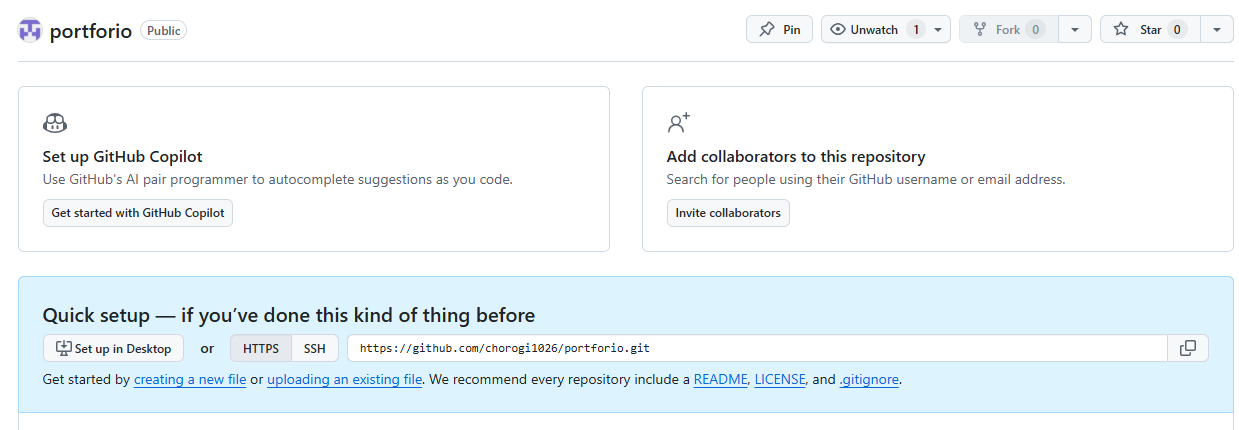 portforio Public Pin Unwatch 1 Fork 0 Star 0
Set up GitHub Copilot
Use GitHub's AI pair programmer to autocomplete suggestions as you code.
Get started with GitHub Copilot
Add collaborators to this repository
Search for people using their GitHub username or email address.
Invite collaborators
Quick setup — if you’ve done this kind of thing before
Set up in Desktop or HTTPS SSH https://github.com/chorogi1026/portforio.git
Get started by creating a new file or uploading an existing file. We recommend every repository include a README, LICENSE, and .gitignore.